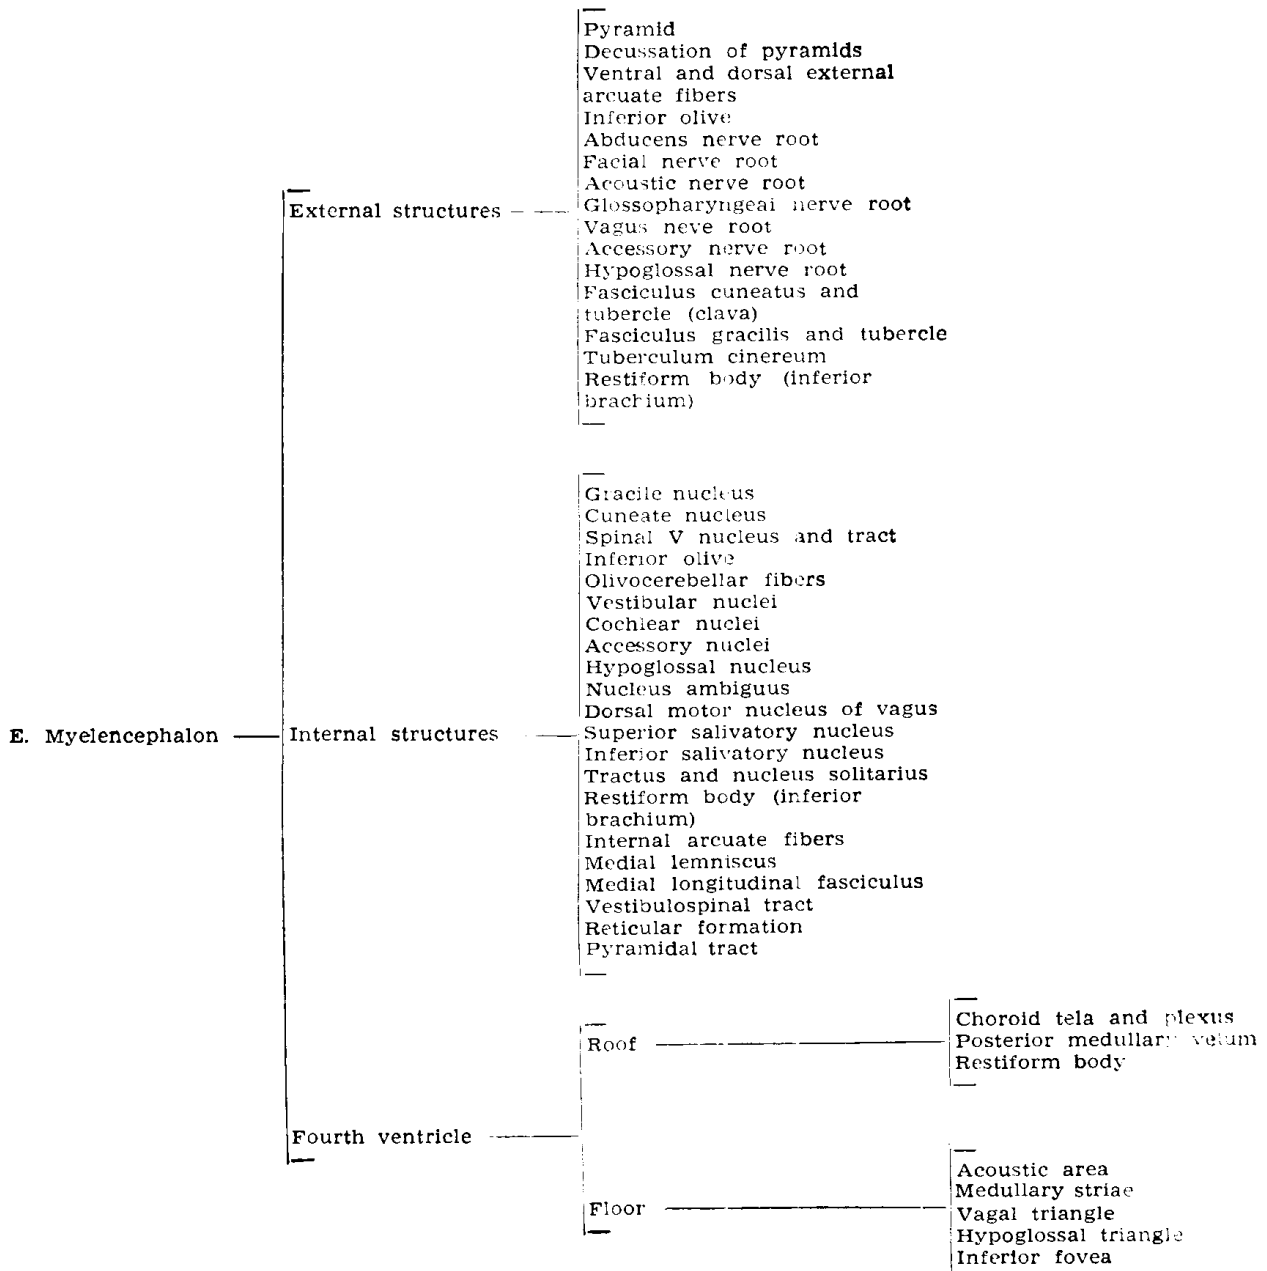 Pyramid
Decussation of pyramids
Ventral and dorsal external
arcuate fibers
Inferior olive
Abducens nerve root
Facial nerve root
Acoustic nerve root
External structures
Glossopharyngeai nerve root
Vagus neve root
Accessory nerve root
Hypoglossal nerve root
Fasciculus cuneatus and
tubercle (clava)
Fasciculus gracilis and tubercle
Tuberculum cinereum
Restiform body (inferior
brachium)
Gracile nucleus
Cuneate nucleus
Spinal V nucleus and tract
Inferior olive
Olivocerebellar fibers
Vestibular nuclei
Cochlear nuclei
Accessory nuclei
Hypoglossal nucleus
Nucleus ambiguus
Dorsal motor nucleus of vagus
E. Myelencephalon
Internal structures
Superior salivatory nucleus
Inferior salivatory nucleus
Tractus and nucleus solitarius
Restiform body (inferior
brachium)
Internal arcuate fibers
Medial lemniscus
Medial longitudinal fasciculus
Vestibulospinal tract
Reticular formation
Pyramidal tract
Roof
Choroid tela and plexus
Posterior medullary velum
Restiform body
Fourth ventricle
Floor
Acoustic area
Medullary striae
Vagal triangle
Hypoglossal triangle
Inferior fovea